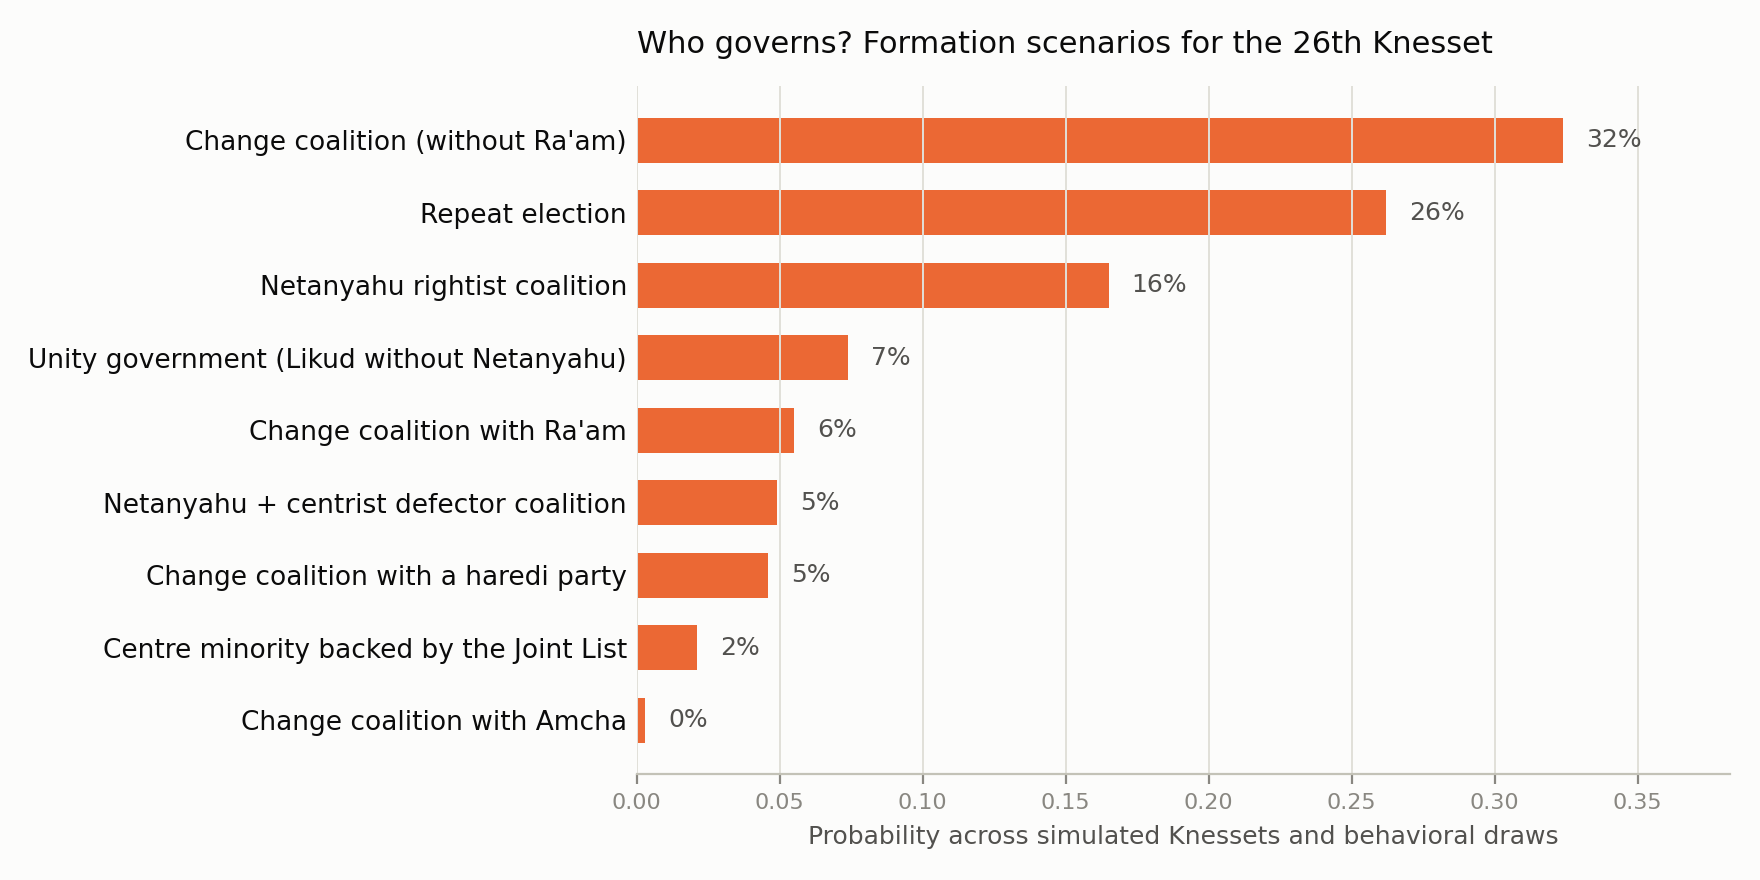 Who governs? Formation scenarios for the 26th Knesset
Change coalition (without Ra'am) 32%
Repeat election 26%
Netanyahu rightist coalition 16%
Unity government (Likud without Netanyahu) 7%
Change coalition with Ra'am 6%
Netanyahu + centrist defector coalition 5%
Change coalition with a haredi party 5%
Centre minority backed by the Joint List 2%
Change coalition with Amcha 0%
0.00 0.05 0.10 0.15 0.20 0.25 0.30 0.35
Probability across simulated Knessets and behavioral draws